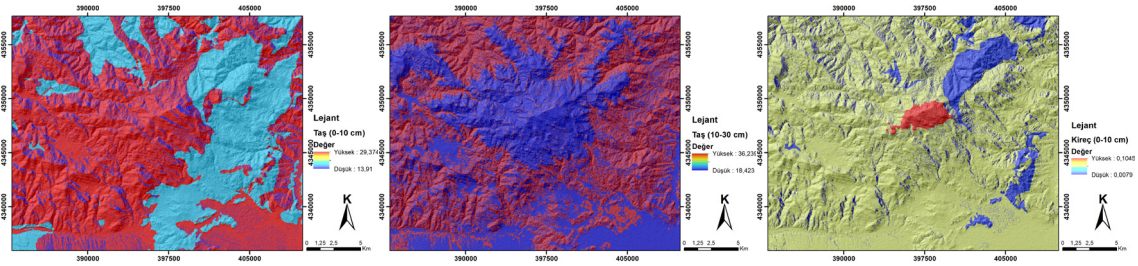 390000 397500 405000
4355000
4350000
4345000
4340000
Lejant
Taş (0-10 cm)
Değer
Yüksek : 29,374
Düşük : 13,91
K
0 1,25 2,5 5
Km
390000 397500 405000
390000 397500 405000
4355000
4350000
4345000
4340000
Lejant
Taş (10-30 cm)
Değer
Yüksek : 36,239
Düşük : 18,423
K
0 1,25 2,5 5
Km
390000 397500 405000
390000 397500 405000
4355000
4350000
4345000
4340000
Lejant
Kireç (0-10 cm)
Değer
Yüksek : 0,1045
Düşük : 0,0079
K
0 1,25 2,5 5
Km
390000 397500 405000